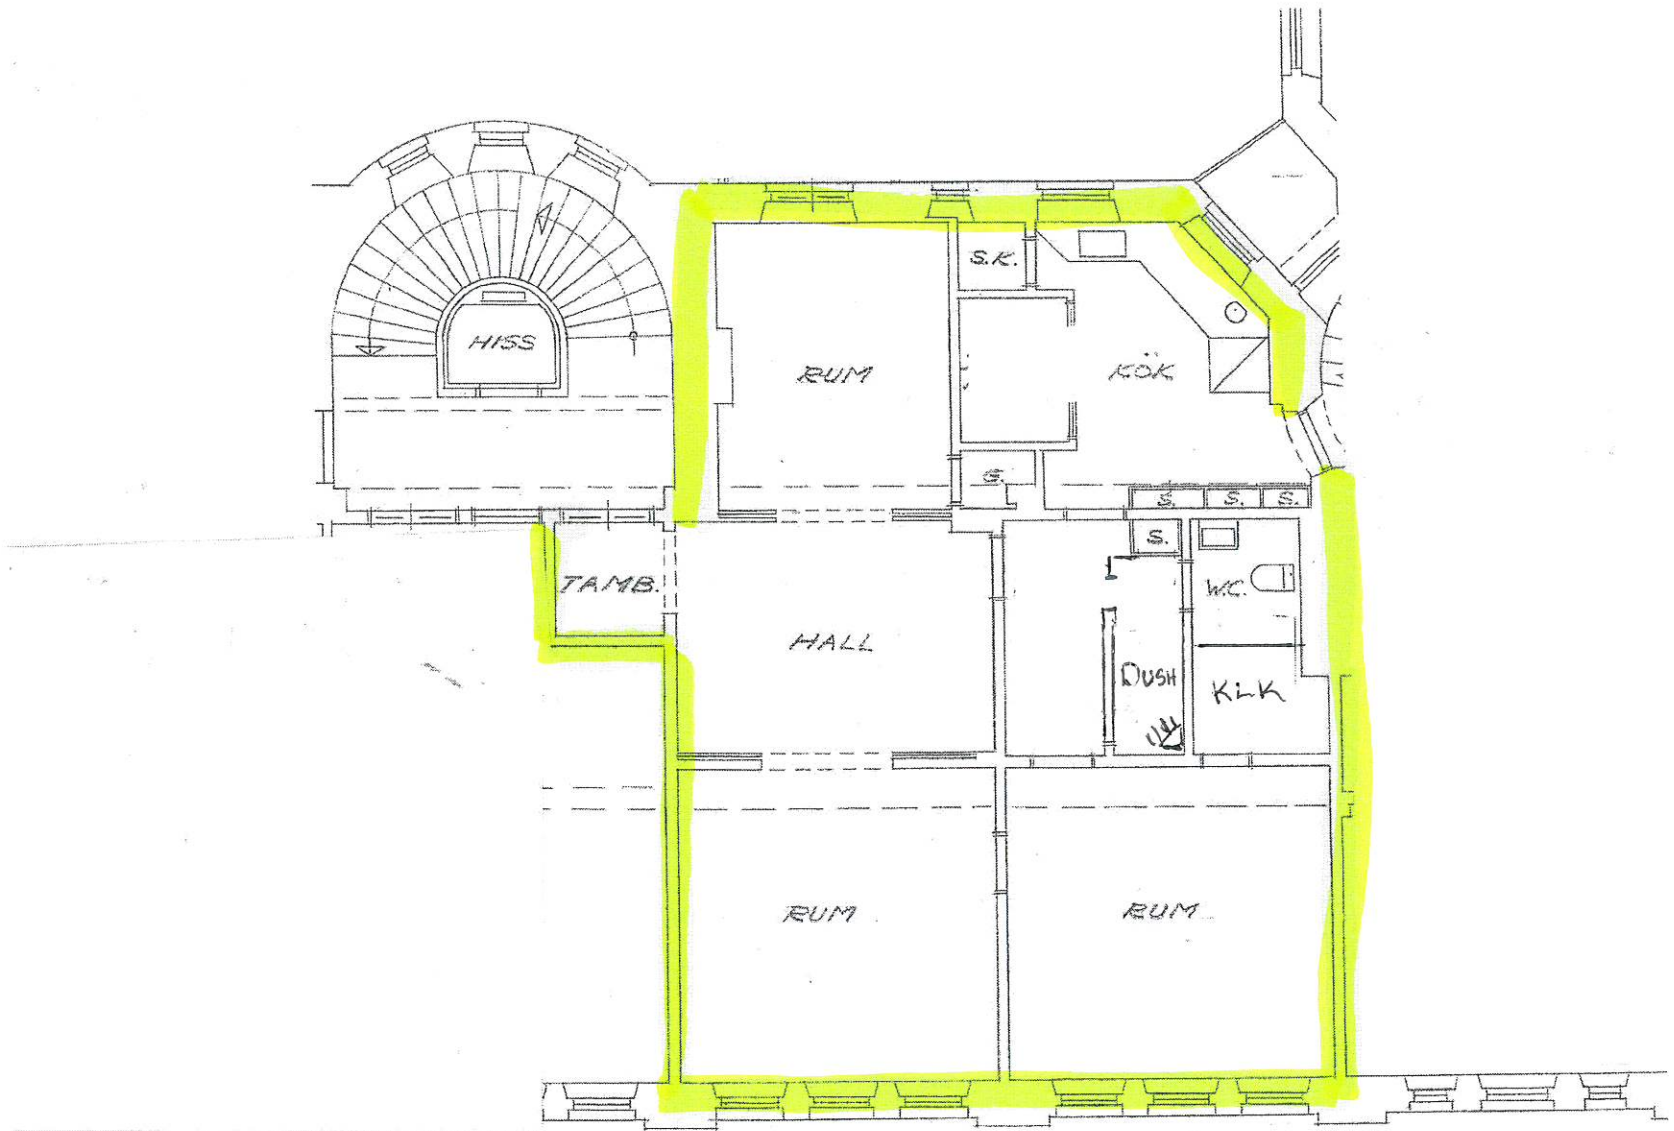 S.K.
HISS
RUM
KÖK
G.
S. S. S.
S.
TAMB.
W.C.
HALL
DUSH
KLK
RUM
RUM